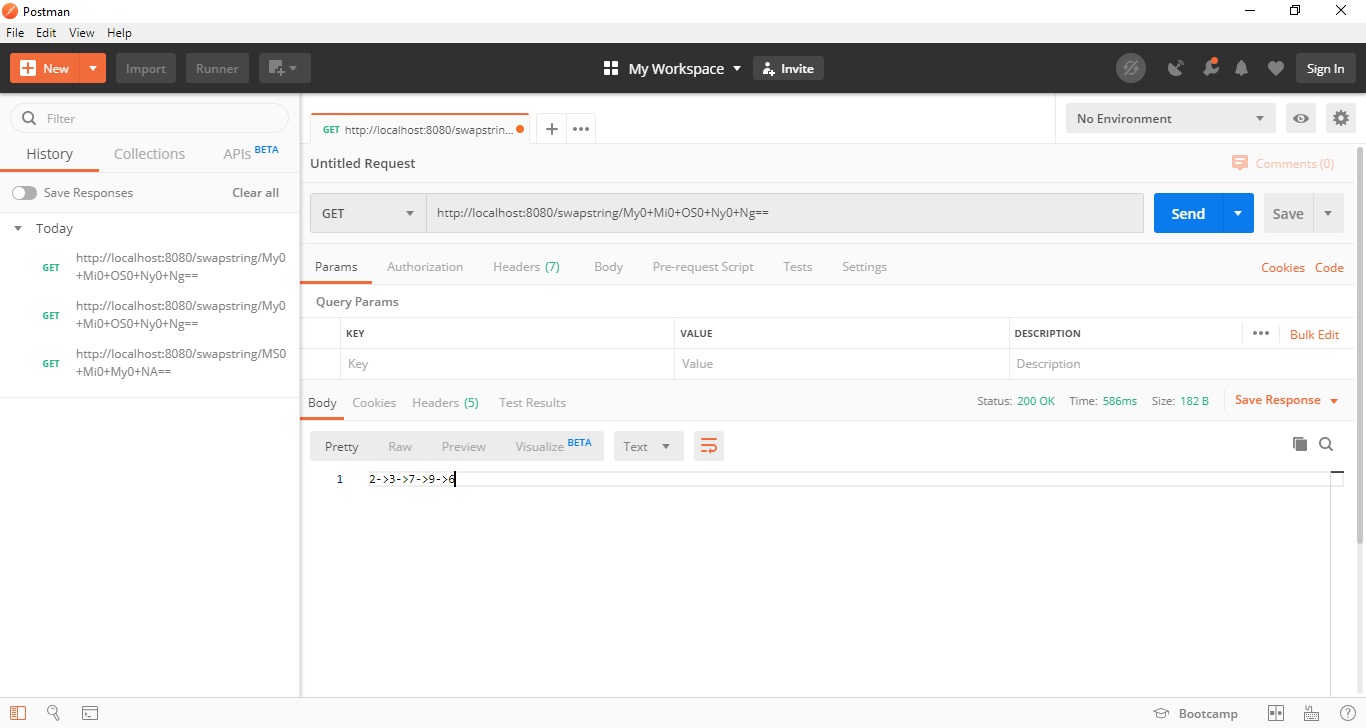 Postman
File Edit View Help
New Import Runner My Workspace Invite Sign In
Filter
History Collections APIs BETA
Save Responses Clear all
Today
GET http://localhost:8080/swapstring/My0
+Mi0+OS0+Ny0+Ng==
GET http://localhost:8080/swapstring/My0
+Mi0+OS0+Ny0+Ng==
GET http://localhost:8080/swapstring/MS0
+Mi0+My0+NA==
GET http://localhost:8080/swapstrin... + ••• No Environment
Untitled Request Comments (0)
GET http://localhost:8080/swapstring/My0+Mi0+OS0+Ny0+Ng== Send Save
Params Authorization Headers (7) Body Pre-request Script Tests Settings Cookies Code
Query Params
KEY VALUE DESCRIPTION ••• Bulk Edit
Key Value Description
Body Cookies Headers (5) Test Results Status: 200 OK Time: 586ms Size: 182 B Save Response
Pretty Raw Preview Visualize BETA Text
1 2->3->7->9->6
Bootcamp